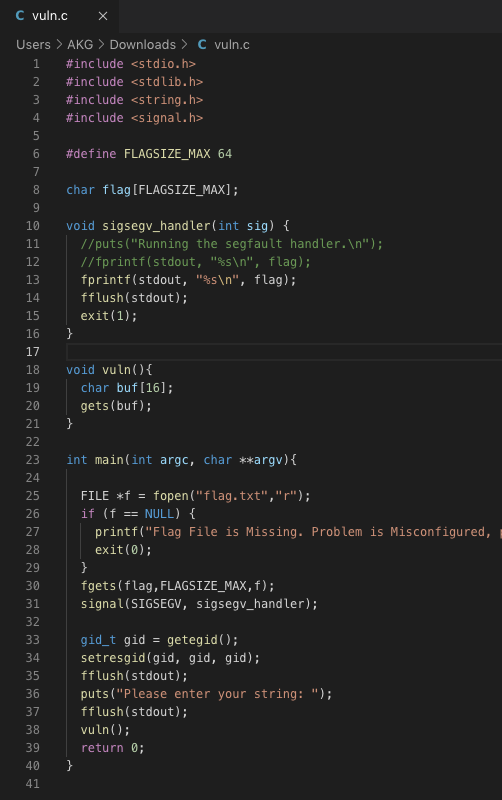 C vuln.c ×
Users > AKG > Downloads > C vuln.c
1 #include <stdio.h>
2 #include <stdlib.h>
3 #include <string.h>
4 #include <signal.h>
5
6 #define FLAGSIZE_MAX 64
7
8 char flag[FLAGSIZE_MAX];
9
10 void sigsegv_handler(int sig) {
11 //puts("Running the segfault handler.\n");
12 //fprintf(stdout, "%s\n", flag);
13 fprintf(stdout, "%s\n", flag);
14 fflush(stdout);
15 exit(1);
16 }
17
18 void vuln(){
19 char buf[16];
20 gets(buf);
21 }
22
23 int main(int argc, char **argv){
24
25 FILE *f = fopen("flag.txt","r");
26 if (f == NULL) {
27 printf("Flag File is Missing. Problem is Misconfigured,
28 exit(0);
29 }
30 fgets(flag,FLAGSIZE_MAX,f);
31 signal(SIGSEGV, sigsegv_handler);
32
33 gid_t gid = getegid();
34 setresgid(gid, gid, gid);
35 fflush(stdout);
36 puts("Please enter your string: ");
37 fflush(stdout);
38 vuln();
39 return 0;
40 }
41